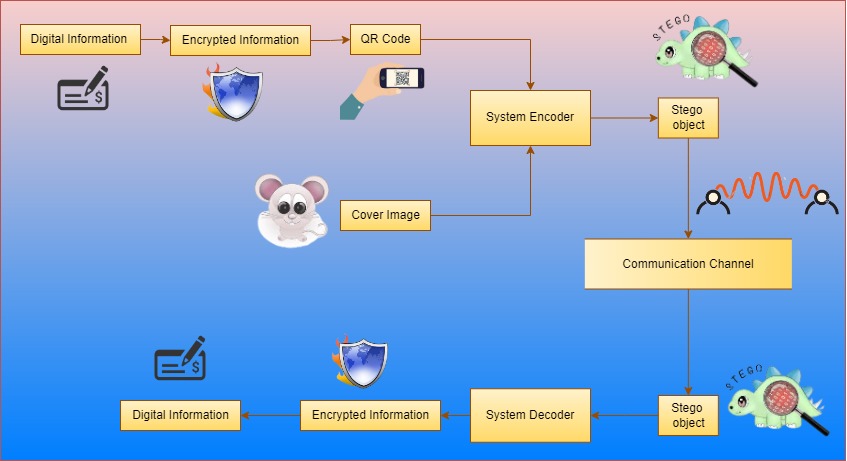 Digital Information
Encrypted Information
QR Code
STEGO
System Encoder
Stego
object
Cover Image
Communication Channel
$
$
STEGO
Digital Information
Encrypted Information
System Decoder
Stego
object